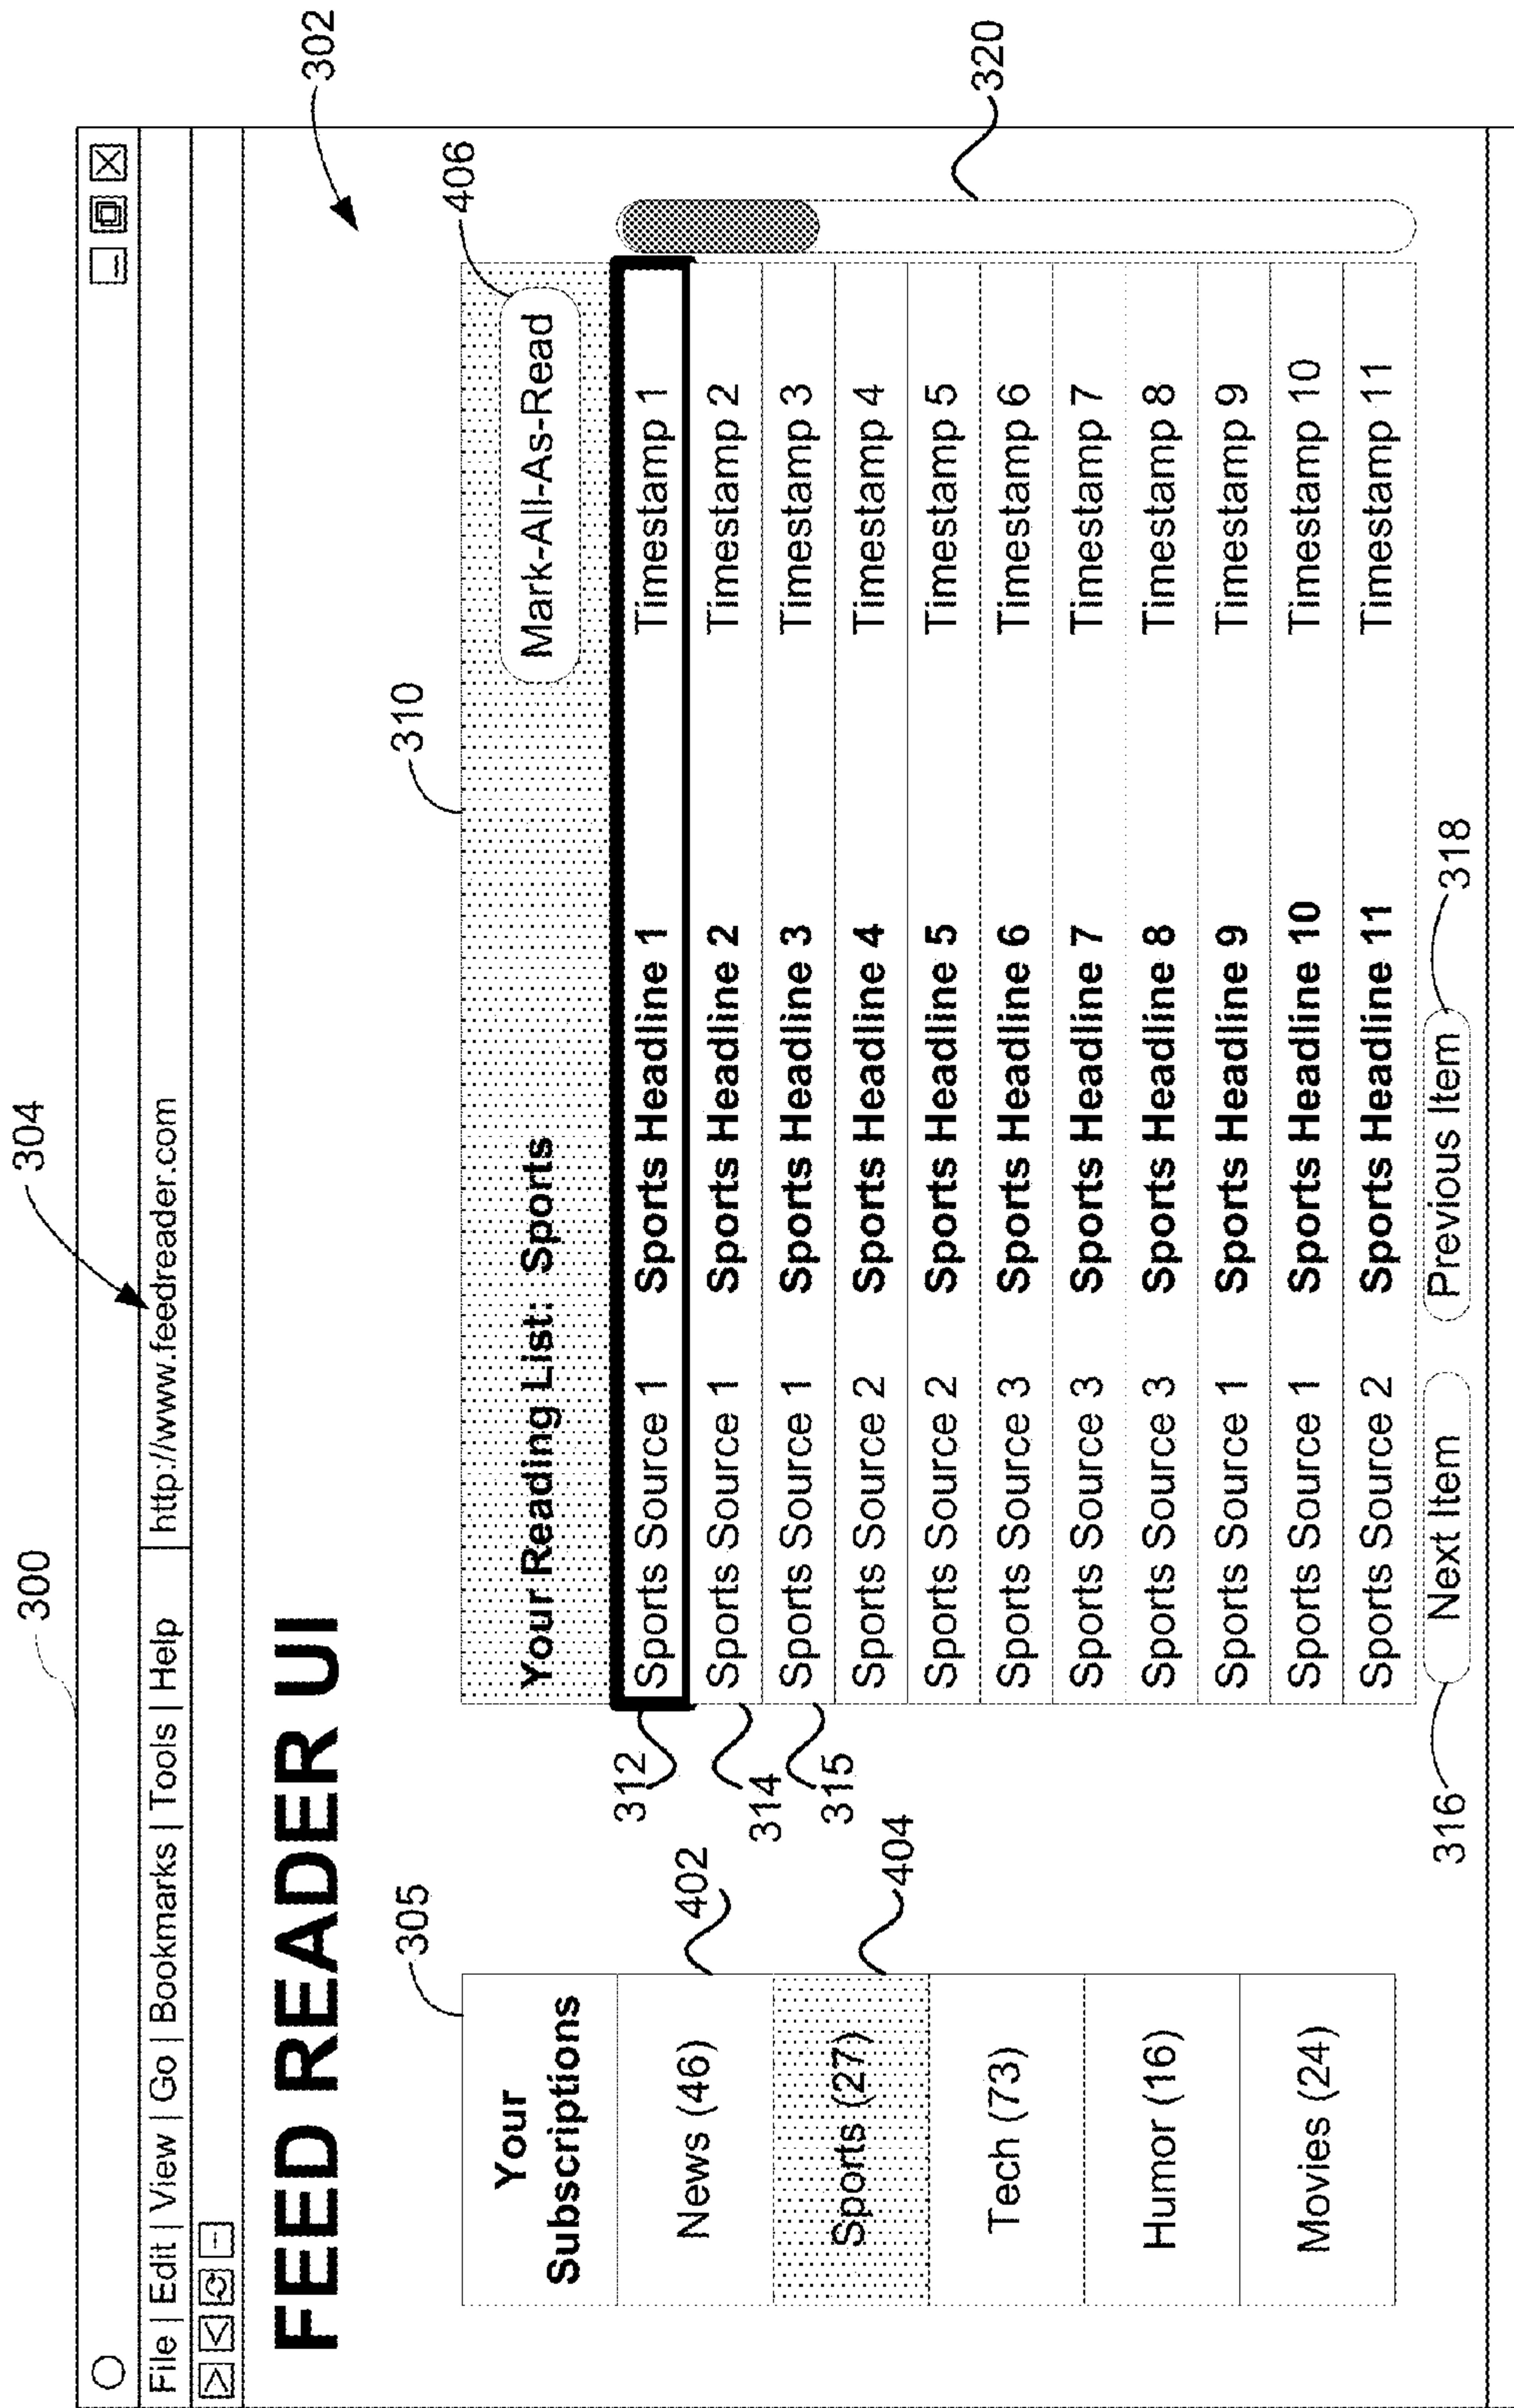 300
304
302
File | Edit | View | Go | Bookmarks | Tools | Help
http://www.feedreader.com
FEED READER UI
305
310
406
Your
Subscriptions
News (46)
Sports (27)
Tech (73)
Humor (16)
Movies (24)
402
404
Your Reading List: Sports
Mark-All-As-Read
312
Sports Source 1 Sports Headline 1 Timestamp 1
314
Sports Source 1 Sports Headline 2 Timestamp 2
315
Sports Source 1 Sports Headline 3 Timestamp 3
Sports Source 2 Sports Headline 4 Timestamp 4
Sports Source 2 Sports Headline 5 Timestamp 5
Sports Source 3 Sports Headline 6 Timestamp 6
Sports Source 3 Sports Headline 7 Timestamp 7
Sports Source 3 Sports Headline 8 Timestamp 8
Sports Source 1 Sports Headline 9 Timestamp 9
Sports Source 1 Sports Headline 10 Timestamp 10
Sports Source 2 Sports Headline 11 Timestamp 11
320
316
Next Item
Previous Item
318